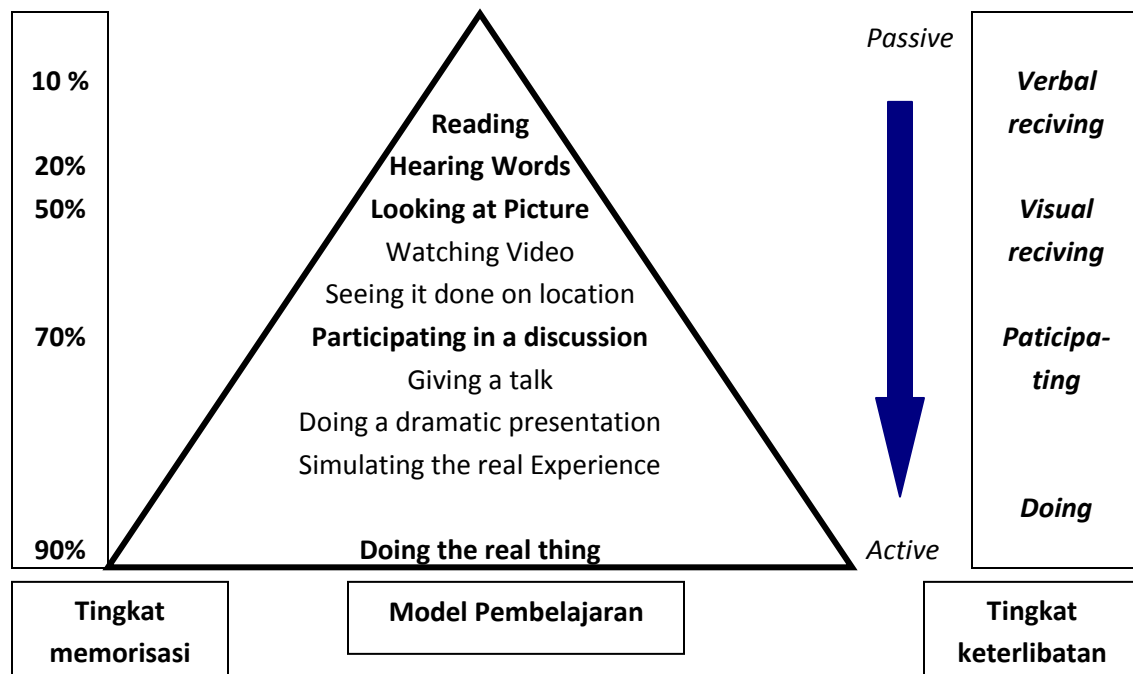 Passive
10 %
Verbal
reciving
Reading
20%
Hearing Words
50%
Looking at Picture
Visual
reciving
Watching Video
Seeing it done on location
70%
Participating in a discussion
Paticipa-
ting
Giving a talk
Doing a dramatic presentation
Simulating the real Experience
Doing
90%
Doing the real thing
Active
Tingkat
memorisasi
Model Pembelajaran
Tingkat
keterlibatan